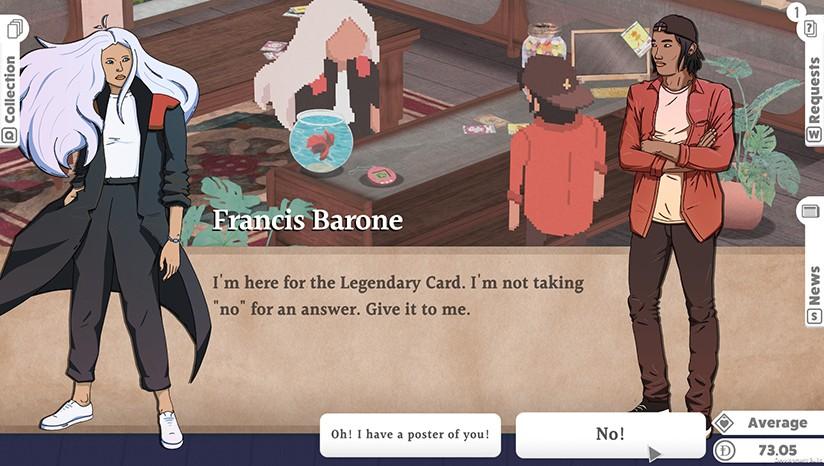 1
Collection
Q
Requests
W
News
S
Francis Barone
I'm here for the Legendary Card. I'm not taking
"no" for an answer. Give it to me.
Oh! I have a poster of you!
No!
Average
Đ 73.05